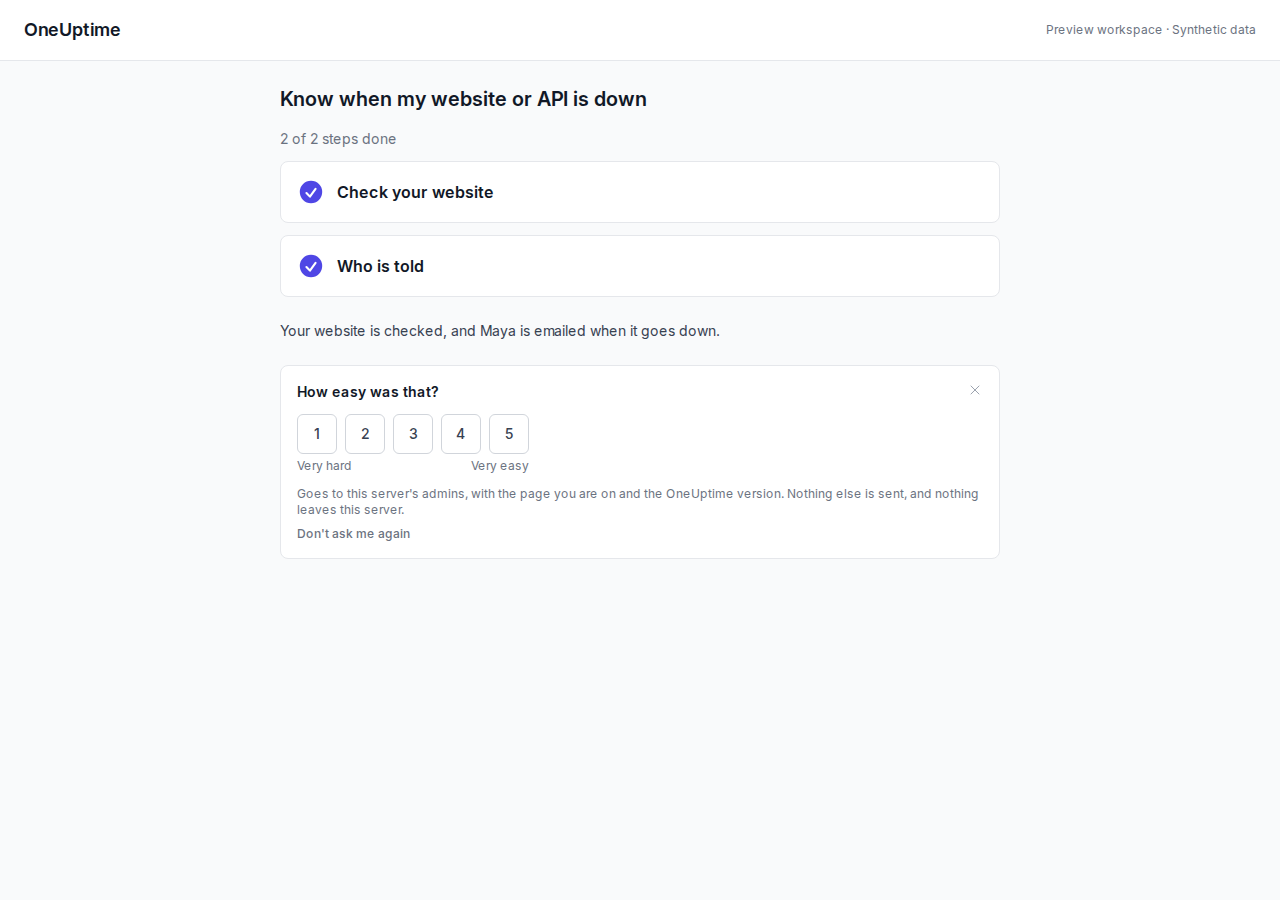 OneUptime
Preview workspace · Synthetic data
Know when my website or API is down
2 of 2 steps done
Check your website
Who is told
Your website is checked, and Maya is emailed when it goes down.
How easy was that?
1 2 3 4 5
Very hard Very easy
Goes to this server's admins, with the page you are on and the OneUptime version. Nothing else is sent, and nothing
leaves this server.
Don't ask me again